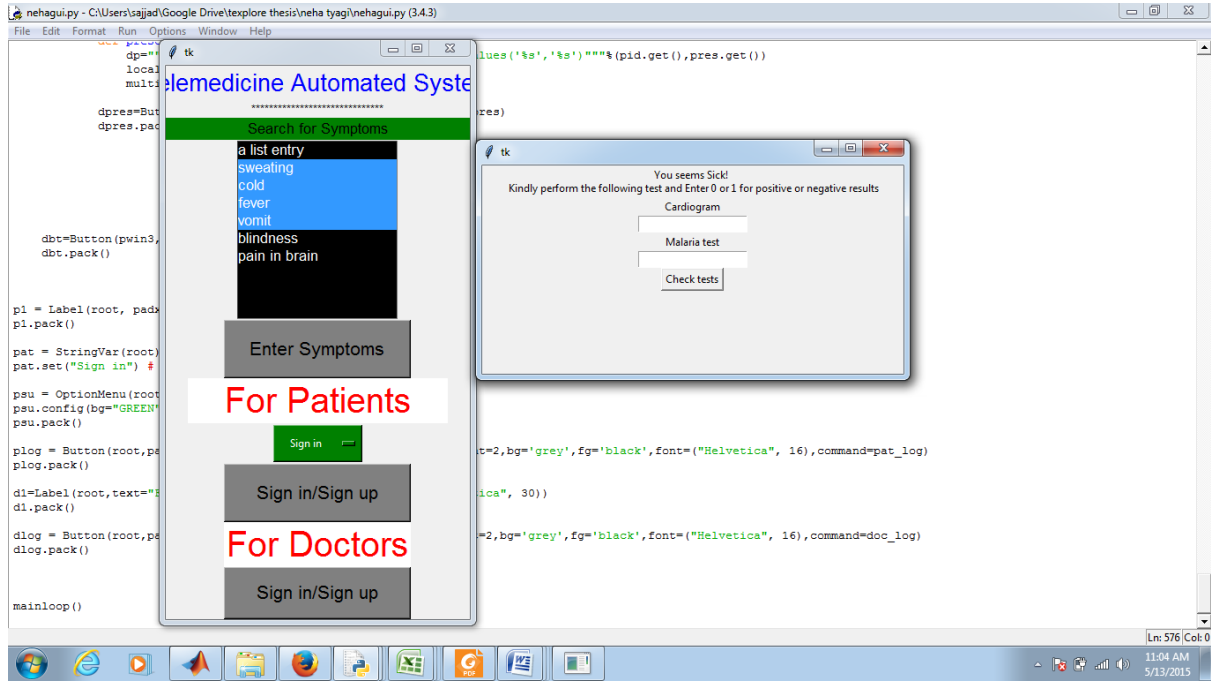 nehagui.py - C:\Users\sajjad\Google Drive\texplore thesis\neha tyagi\nehagui.py (3.4.3)
File Edit Format Run Options Window Help
dp=""
lues('%s','%s')"""%(pid.get(),pres.get())
local
multi
dpres=But
res)
dpres.pac
dbt=Button(pwin3,
dbt.pack()
p1 = Label(root, padx
p1.pack()
pat = StringVar(root)
pat.set("Sign in") #
psu = OptionMenu(root
psu.config(bg="GREEN"
psu.pack()
plog = Button(root,pa
t=2,bg='grey',fg='black',font=("Helvetica", 16),command=pat_log)
plog.pack()
d1=Label(root,text="
ica", 30))
d1.pack()
dlog = Button(root,pa
=2,bg='grey',fg='black',font=("Helvetica", 16),command=doc_log)
dlog.pack()
mainloop()
tk
elemedicine Automated Syste
******************************
Search for Symptoms
a list entry
sweating
cold
fever
vomit
blindness
pain in brain
Enter Symptoms
For Patients
Sign in
Sign in/Sign up
For Doctors
Sign in/Sign up
tk
You seems Sick!
Kindly perform the following test and Enter 0 or 1 for positive or negative results
Cardiogram
Malaria test
Check tests
Ln: 576 Col: 0
PDF
11:04 AM
5/13/2015